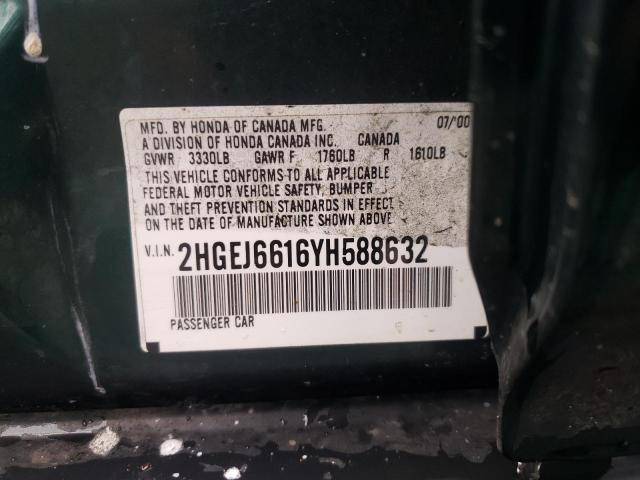 MFD. BY HONDA OF CANADA MFG. 07/00
A DIVISION OF HONDA CANADA INC. CANADA
GVWR 3330LB GAWR F 1760LB R 1610LB
THIS VEHICLE CONFORMS TO ALL APPLICABLE
FEDERAL MOTOR VEHICLE SAFETY, BUMPER
AND THEFT PREVENTION STANDARDS IN EFFECT
ON THE DATE OF MANUFACTURE SHOWN ABOVE
V.I.N. 2HGEJ6616YH588632
PASSENGER CAR